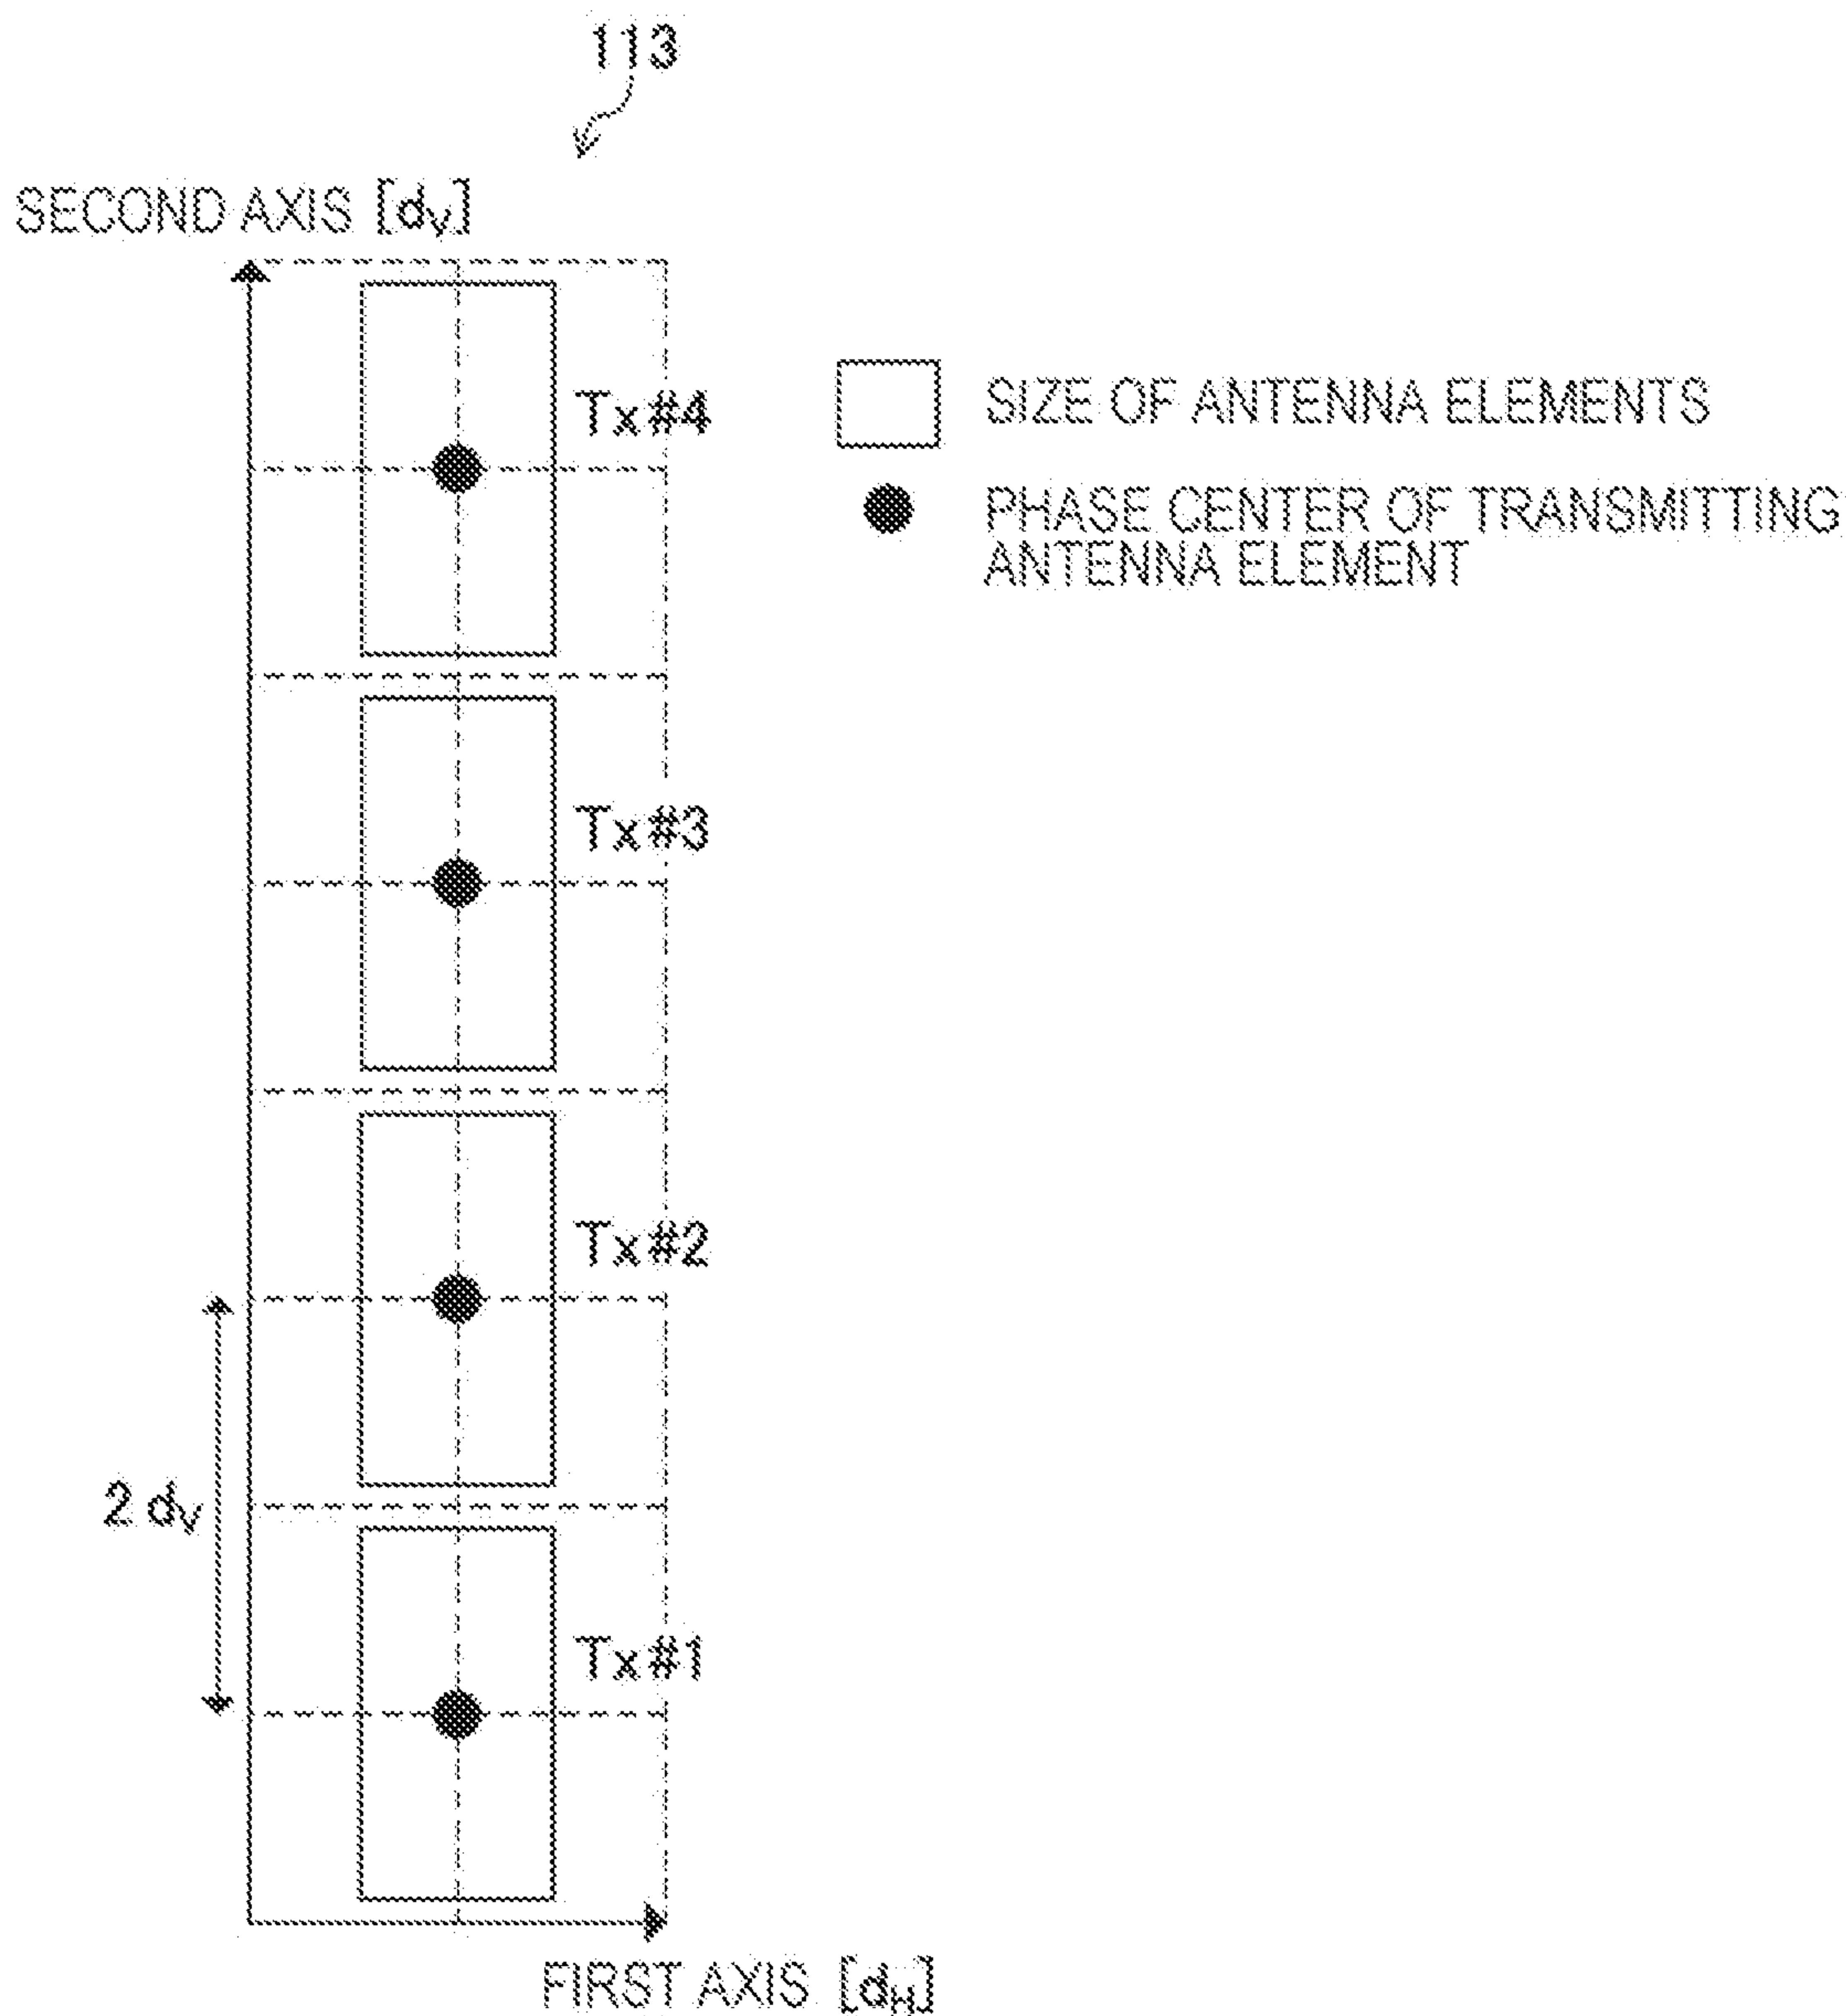 113
SECOND AXIS [dV]
Tx#4
SIZE OF ANTENNA ELEMENTS
PHASE CENTER OF TRANSMITTING
ANTENNA ELEMENT
Tx#3
Tx#2
2 dV
Tx#1
FIRST AXIS [dH]